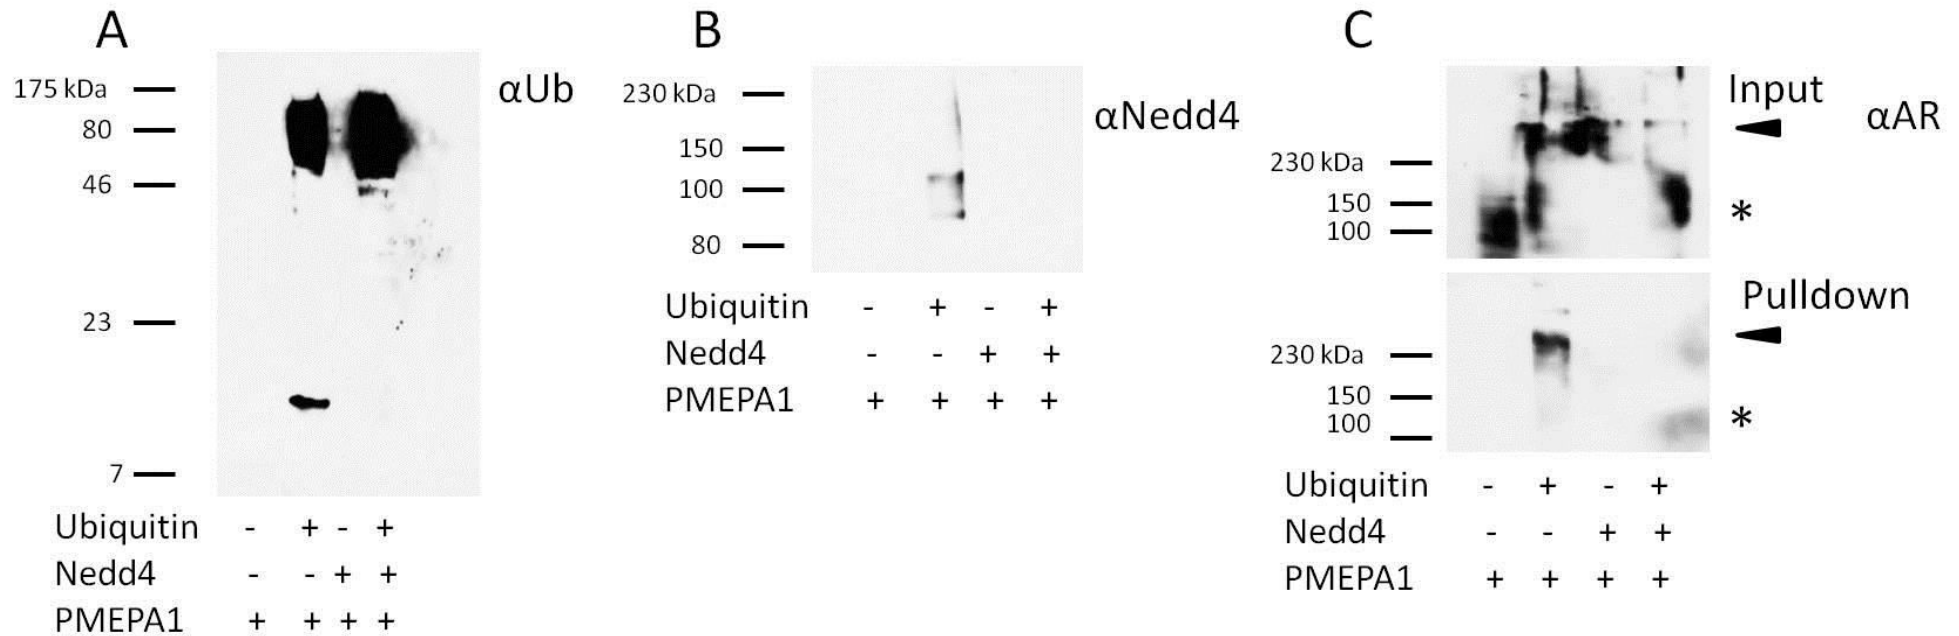 A
175 kDa
80
46
23
7
αUb
Ubiquitin - + - +
Nedd4 - - + +
PMEPA1 + + + +
B
230 kDa
150
100
80
αNedd4
Ubiquitin - + - +
Nedd4 - - + +
PMEPA1 + + + +
C
Input
αAR
230 kDa
150
100
*
Pulldown
230 kDa
150
100
*
Ubiquitin - + - +
Nedd4 - - + +
PMEPA1 + + + +